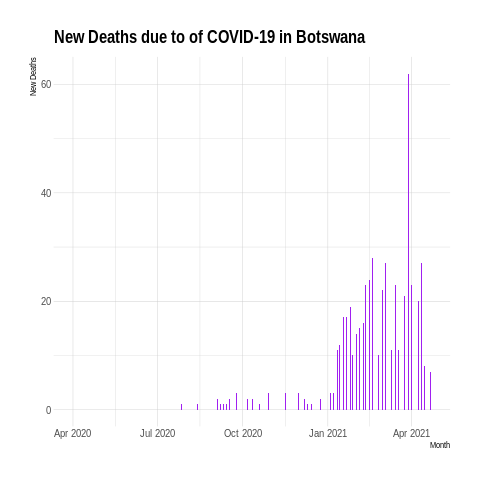 New Deaths due to of COVID-19 in Botswana
New Deaths
60
40
20
0
Apr 2020 Jul 2020 Oct 2020 Jan 2021 Apr 2021
Month